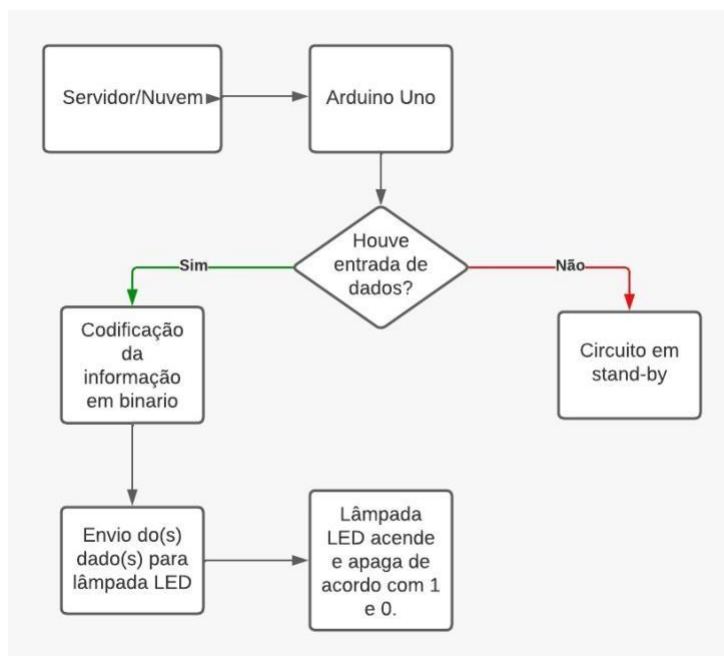 Servidor/Nuvem
Arduino Uno
Houve
entrada de
dados?
Sim
Não
Codificação
da
informação
em binario
Circuito em
stand-by
Envio do(s)
dado(s) para
lâmpada LED
Lâmpada
LED acende
e apaga de
acordo com 1
e 0.